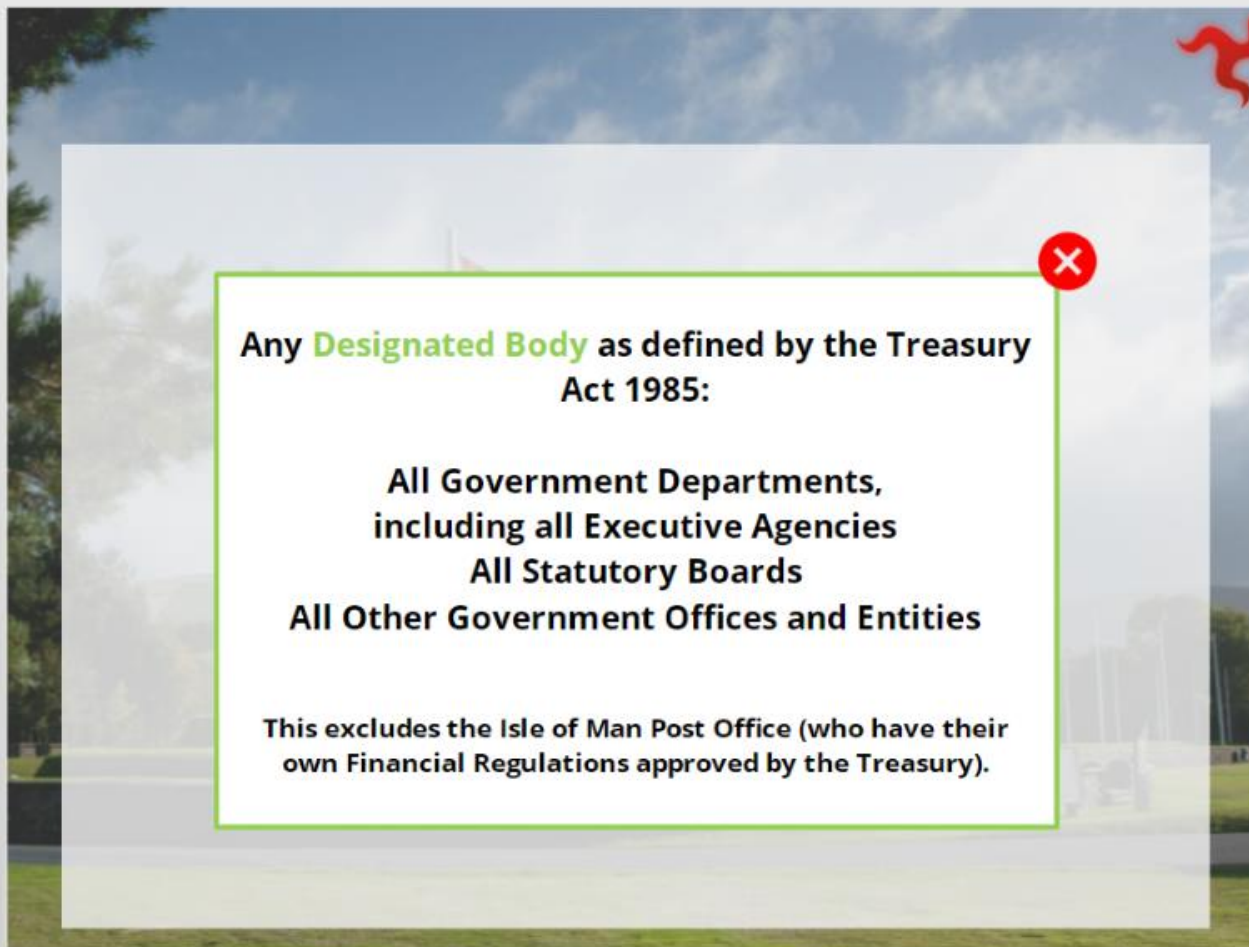 Any Designated Body as defined by the Treasury
Act 1985:
All Government Departments,
including all Executive Agencies
All Statutory Boards
All Other Government Offices and Entities
This excludes the Isle of Man Post Office (who have their
own Financial Regulations approved by the Treasury).